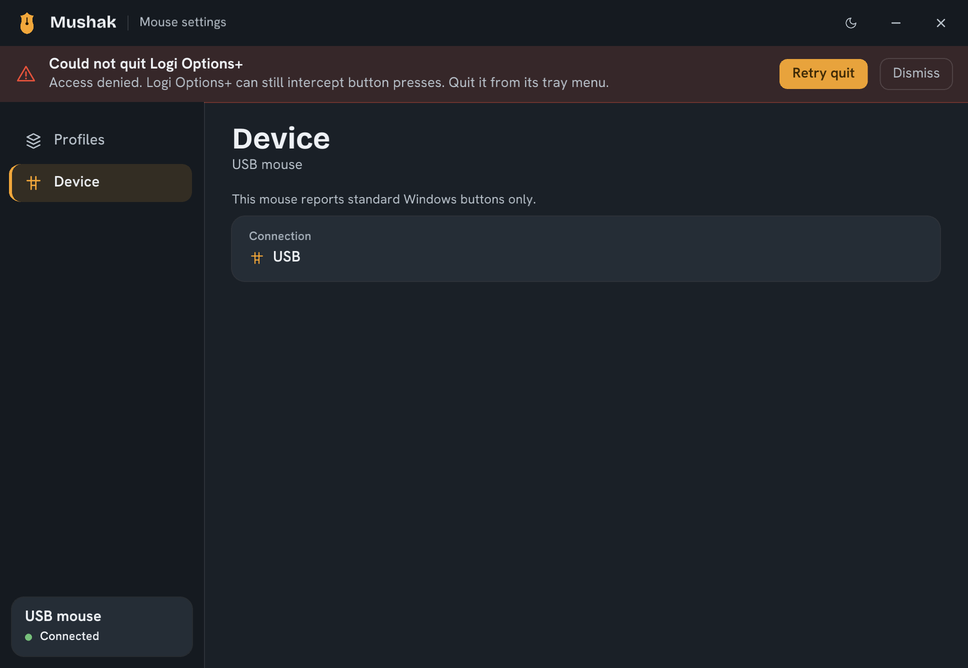 Mushak
Mouse settings
Could not quit Logi Options+
Access denied. Logi Options+ can still intercept button presses. Quit it from its tray menu.
Retry quit
Dismiss
Profiles
Device
Device
USB mouse
This mouse reports standard Windows buttons only.
Connection
USB
USB mouse
Connected